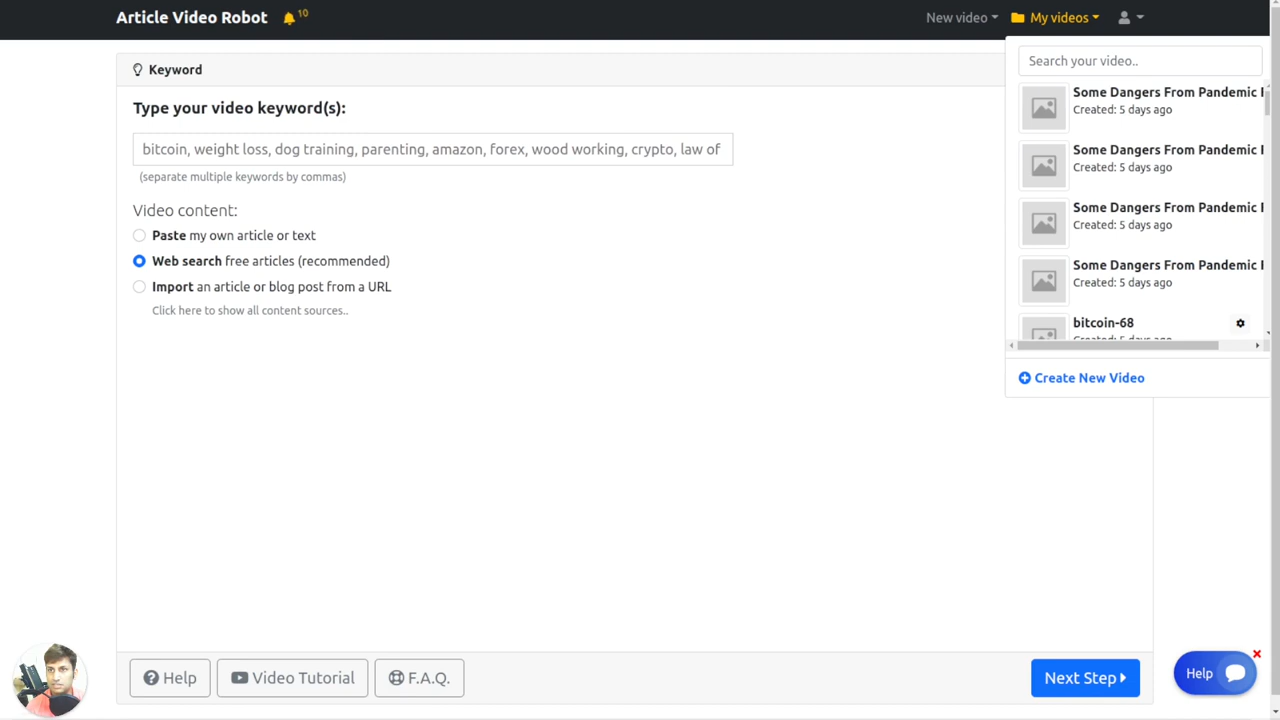 Article Video Robot 10 New video My videos
Search your video..
Keyword
Type your video keyword(s):
bitcoin, weight loss, dog training, parenting, amazon, forex, wood working, crypto, law of
(separate multiple keywords by commas)
Video content:
Paste my own article or text
Web search free articles (recommended)
Import an article or blog post from a URL
Click here to show all content sources..
Some Dangers From Pandemic
Created: 5 days ago
Some Dangers From Pandemic
Created: 5 days ago
Some Dangers From Pandemic
Created: 5 days ago
Some Dangers From Pandemic
Created: 5 days ago
bitcoin-68
Created: 5 days ago
Create New Video
Help Video Tutorial F.A.Q. Next Step
Help